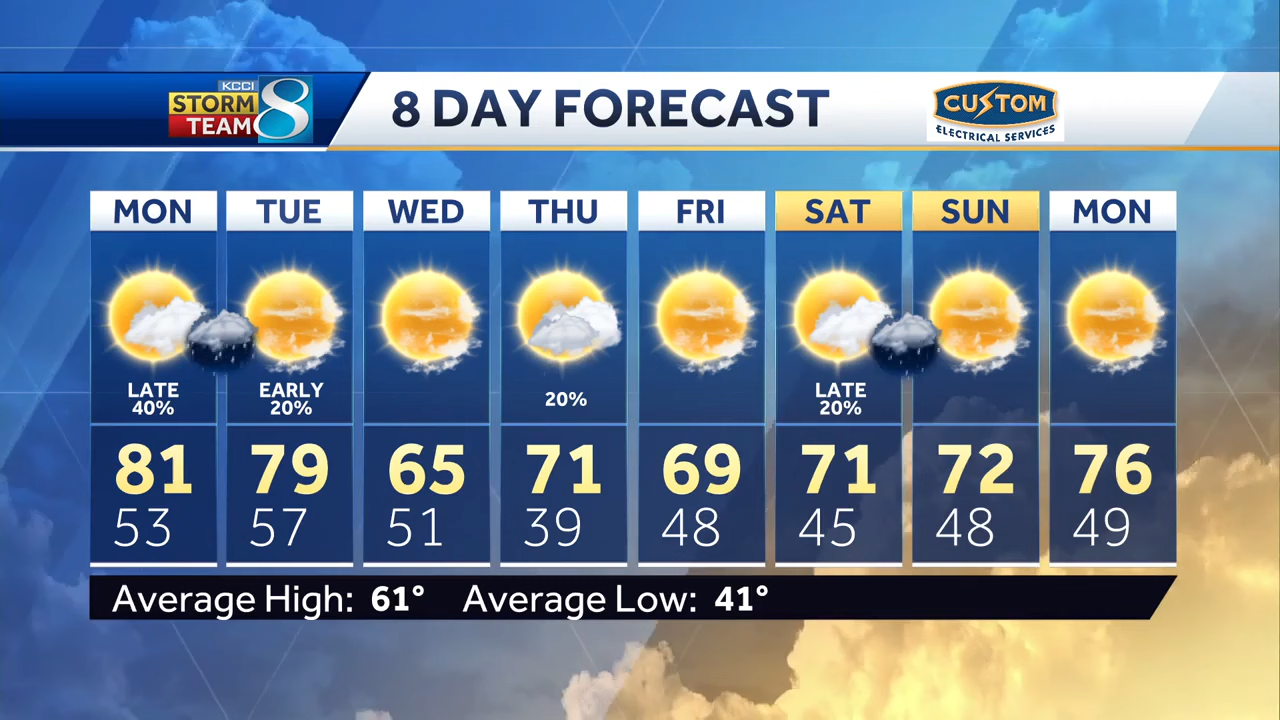 KCCI
STORM
TEAM 8
8 DAY FORECAST
CUSTOM
ELECTRICAL SERVICES
MON TUE WED THU FRI SAT SUN MON
LATE EARLY LATE
40% 20% 20% 20%
81 79 65 71 69 71 72 76
53 57 51 39 48 45 48 49
Average High: 61° Average Low: 41°